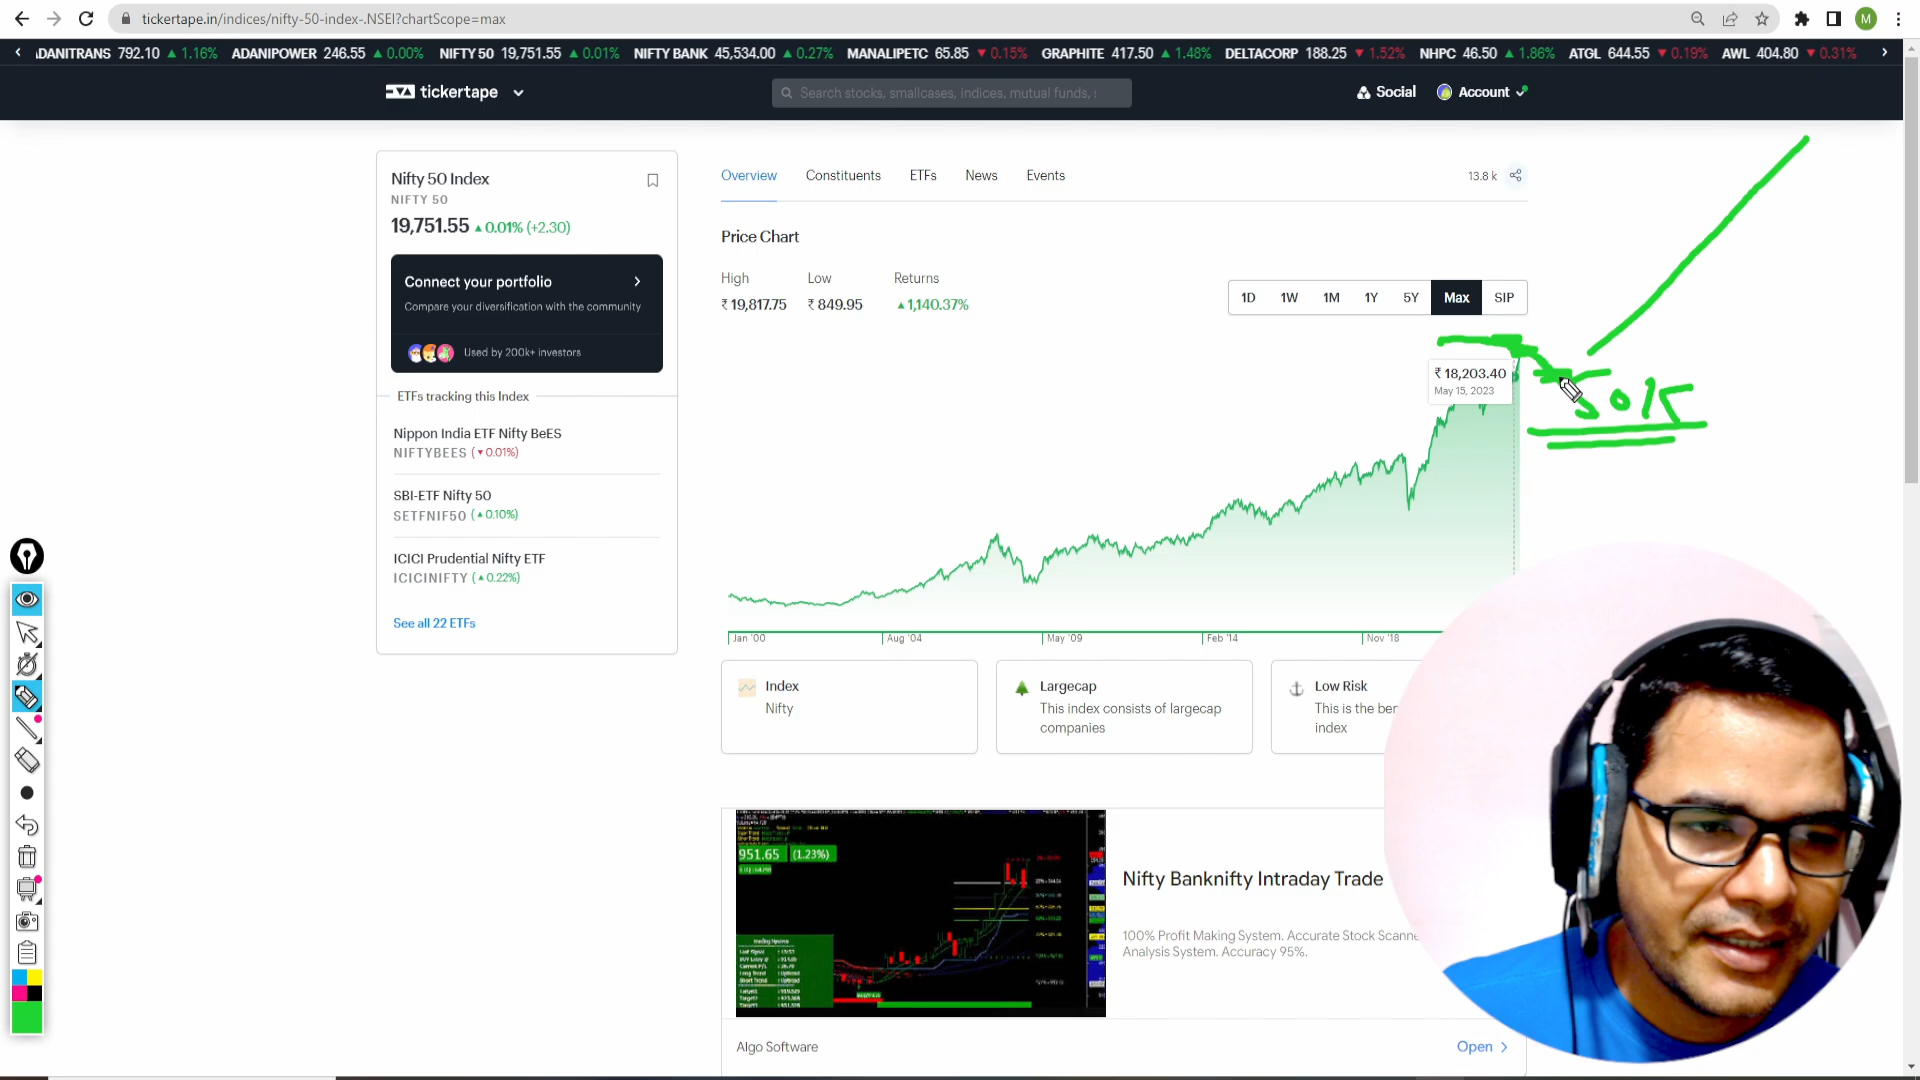 tickertape.in/indices/nifty-50-index-.NSEI?chartScope=max
M
ADANITRANS 792.10 ▲ 1.16% ADANIPOWER 246.55 ▲ 0.00% NIFTY 50 19,751.55 ▲ 0.01% NIFTY BANK 45,534.00 ▲ 0.27% MANALIPETC 65.85 ▼ 0.15% GRAPHITE 417.50 ▲ 1.48% DELTACORP 188.25 ▼ 1.52% NHPC 46.50 ▲ 1.86% ATGL 644.55 ▼ 0.19% AWL 404.80 ▼ 0.31%
tickertape
Search stocks, smallcases, indices, mutual funds, s
Social
Account
Nifty 50 Index
NIFTY 50
19,751.55 ▲ 0.01% (+2.30)
Connect your portfolio
Compare your diversification with the community
Used by 200k+ investors
ETFs tracking this Index
Nippon India ETF Nifty BeES
NIFTYBEES (▼0.01%)
SBI-ETF Nifty 50
SETFNIF50 (▲0.10%)
ICICI Prudential Nifty ETF
ICICINIFTY (▲0.22%)
See all 22 ETFs
Overview Constituents ETFs News Events
13.8 k
Price Chart
High Low Returns
₹ 19,817.75 ₹ 849.95 ▲1,140.37%
1D 1W 1M 1Y 5Y Max SIP
₹ 18,203.40
May 15, 2023
50K
Jan '00 Aug '04 May '09 Feb '14 Nov '18
Index
Nifty
Largecap
This index consists of largecap
companies
Low Risk
This is the ber
index
951.65 (1.23%)
Nifty Banknifty Intraday Trade
100% Profit Making System. Accurate Stock Scanne
Analysis System. Accuracy 95%.
Algo Software
Open